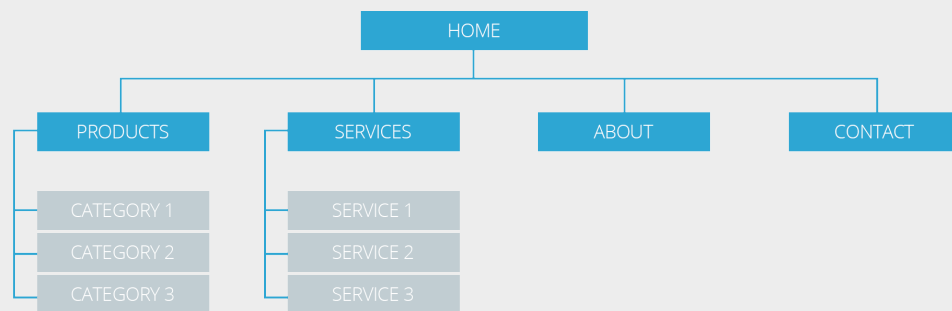 HOME
PRODUCTS
SERVICES
ABOUT
CONTACT
CATEGORY 1
SERVICE 1
CATEGORY 2
SERVICE 2
CATEGORY 3
SERVICE 3